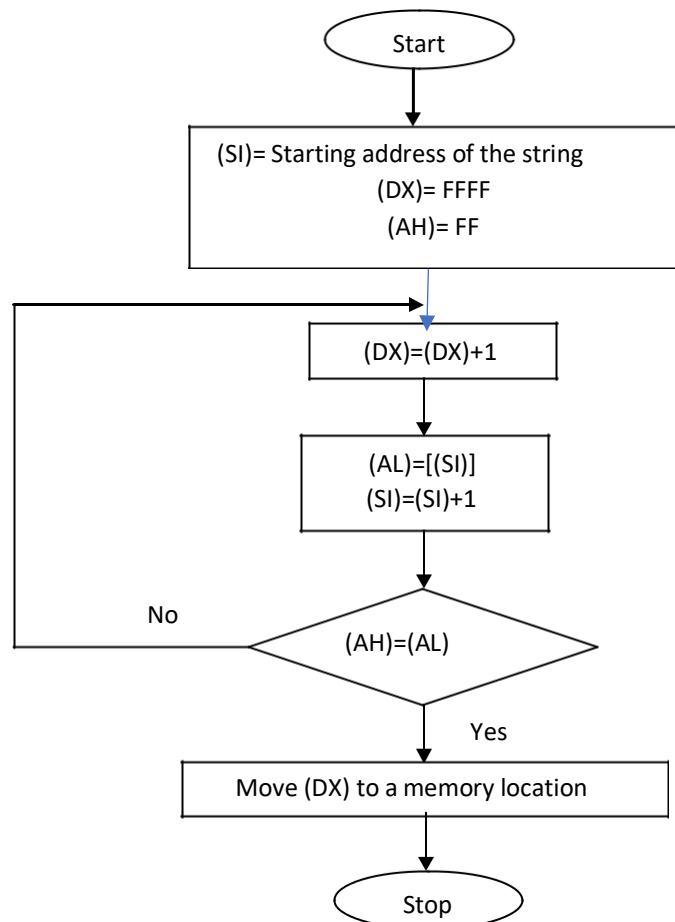 Start
(SI)= Starting address of the string
(DX)= FFFF
(AH)= FF
(DX)=(DX)+1
(AL)=[(SI)]
(SI)=(SI)+1
No
(AH)=(AL)
Yes
Move (DX) to a memory location
Stop